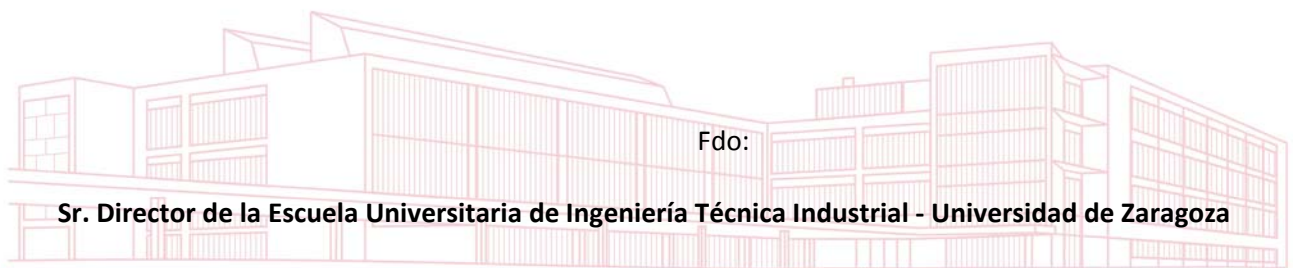 Fdo:
Sr. Director de la Escuela Universitaria de Ingeniería Técnica Industrial - Universidad de Zaragoza